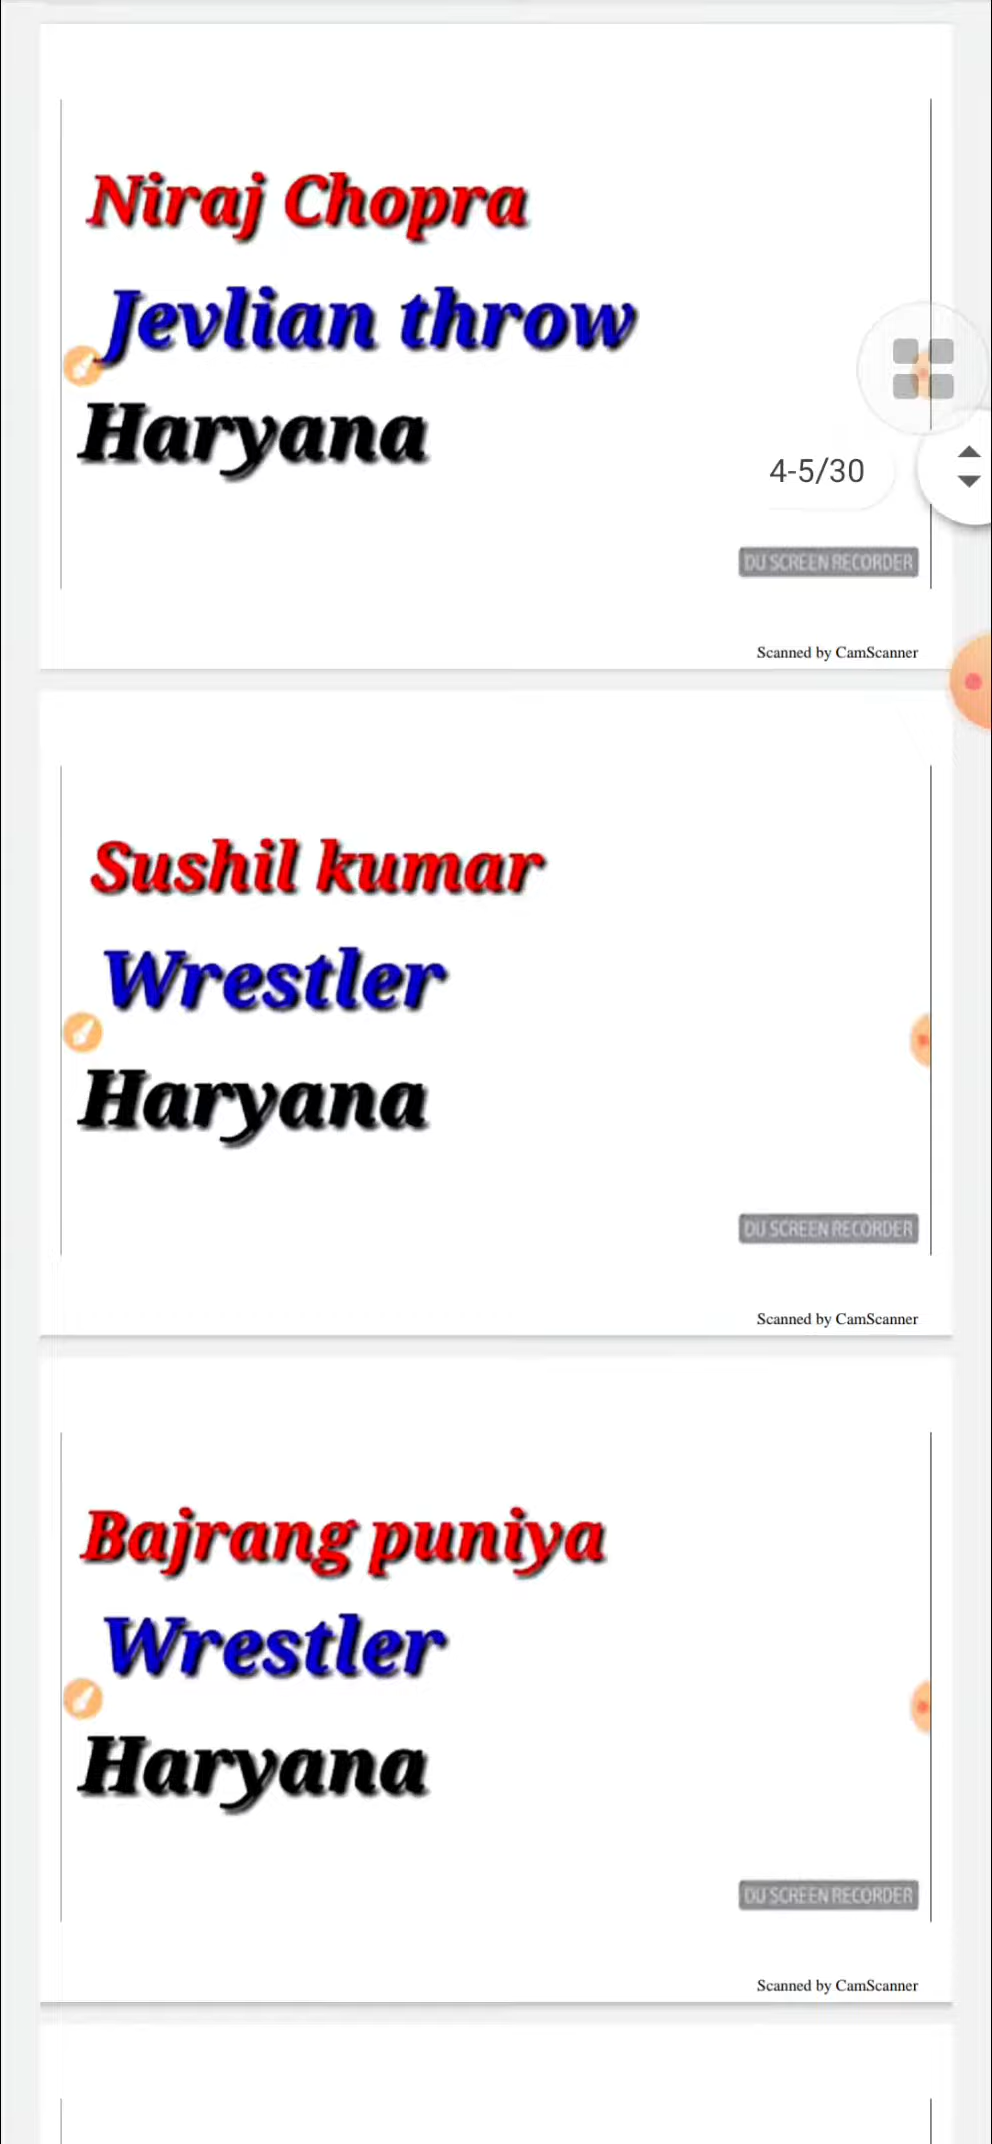 Niraj Chopra
Jevlian throw
Haryana
4-5/30
DU SCREEN RECORDER
Scanned by CamScanner
Sushil kumar
Wrestler
Haryana
DU SCREEN RECORDER
Scanned by CamScanner
Bajrang puniya
Wrestler
Haryana
DU SCREEN RECORDER
Scanned by CamScanner